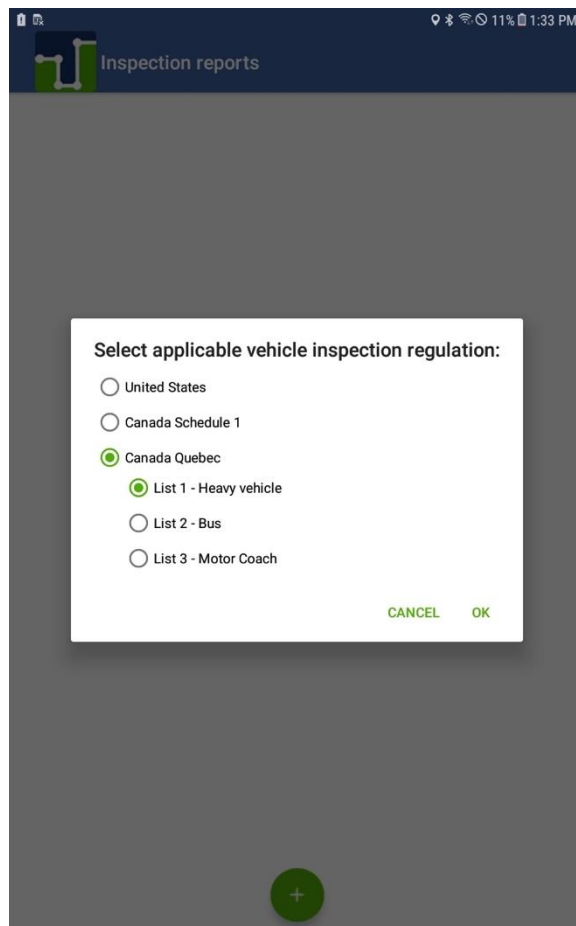 11% 1:33 PM
Inspection reports
Select applicable vehicle inspection regulation:
United States
Canada Schedule 1
Canada Quebec
List 1 - Heavy vehicle
List 2 - Bus
List 3 - Motor Coach
CANCEL OK
+